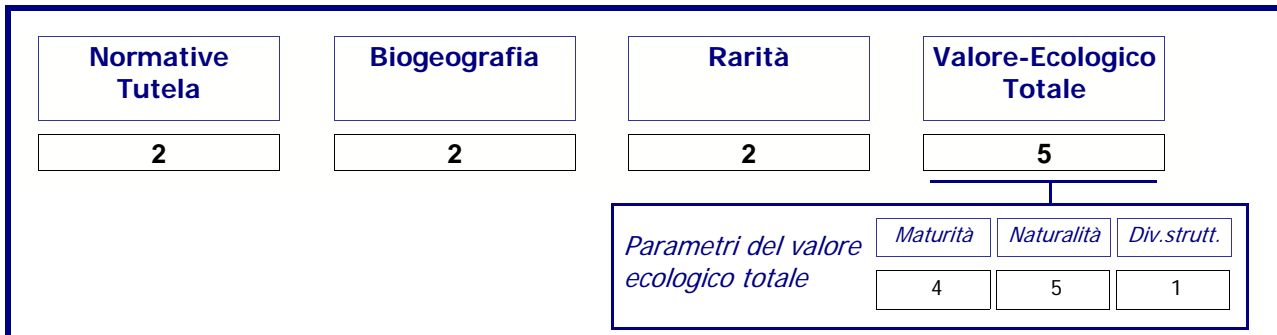 Normative
Tutela
Biogeografia
Rarità
Valore-Ecologico
Totale
2
2
2
5
Parametri del valore
ecologico totale
Maturità
Naturalità
Div.strutt.
4
5
1